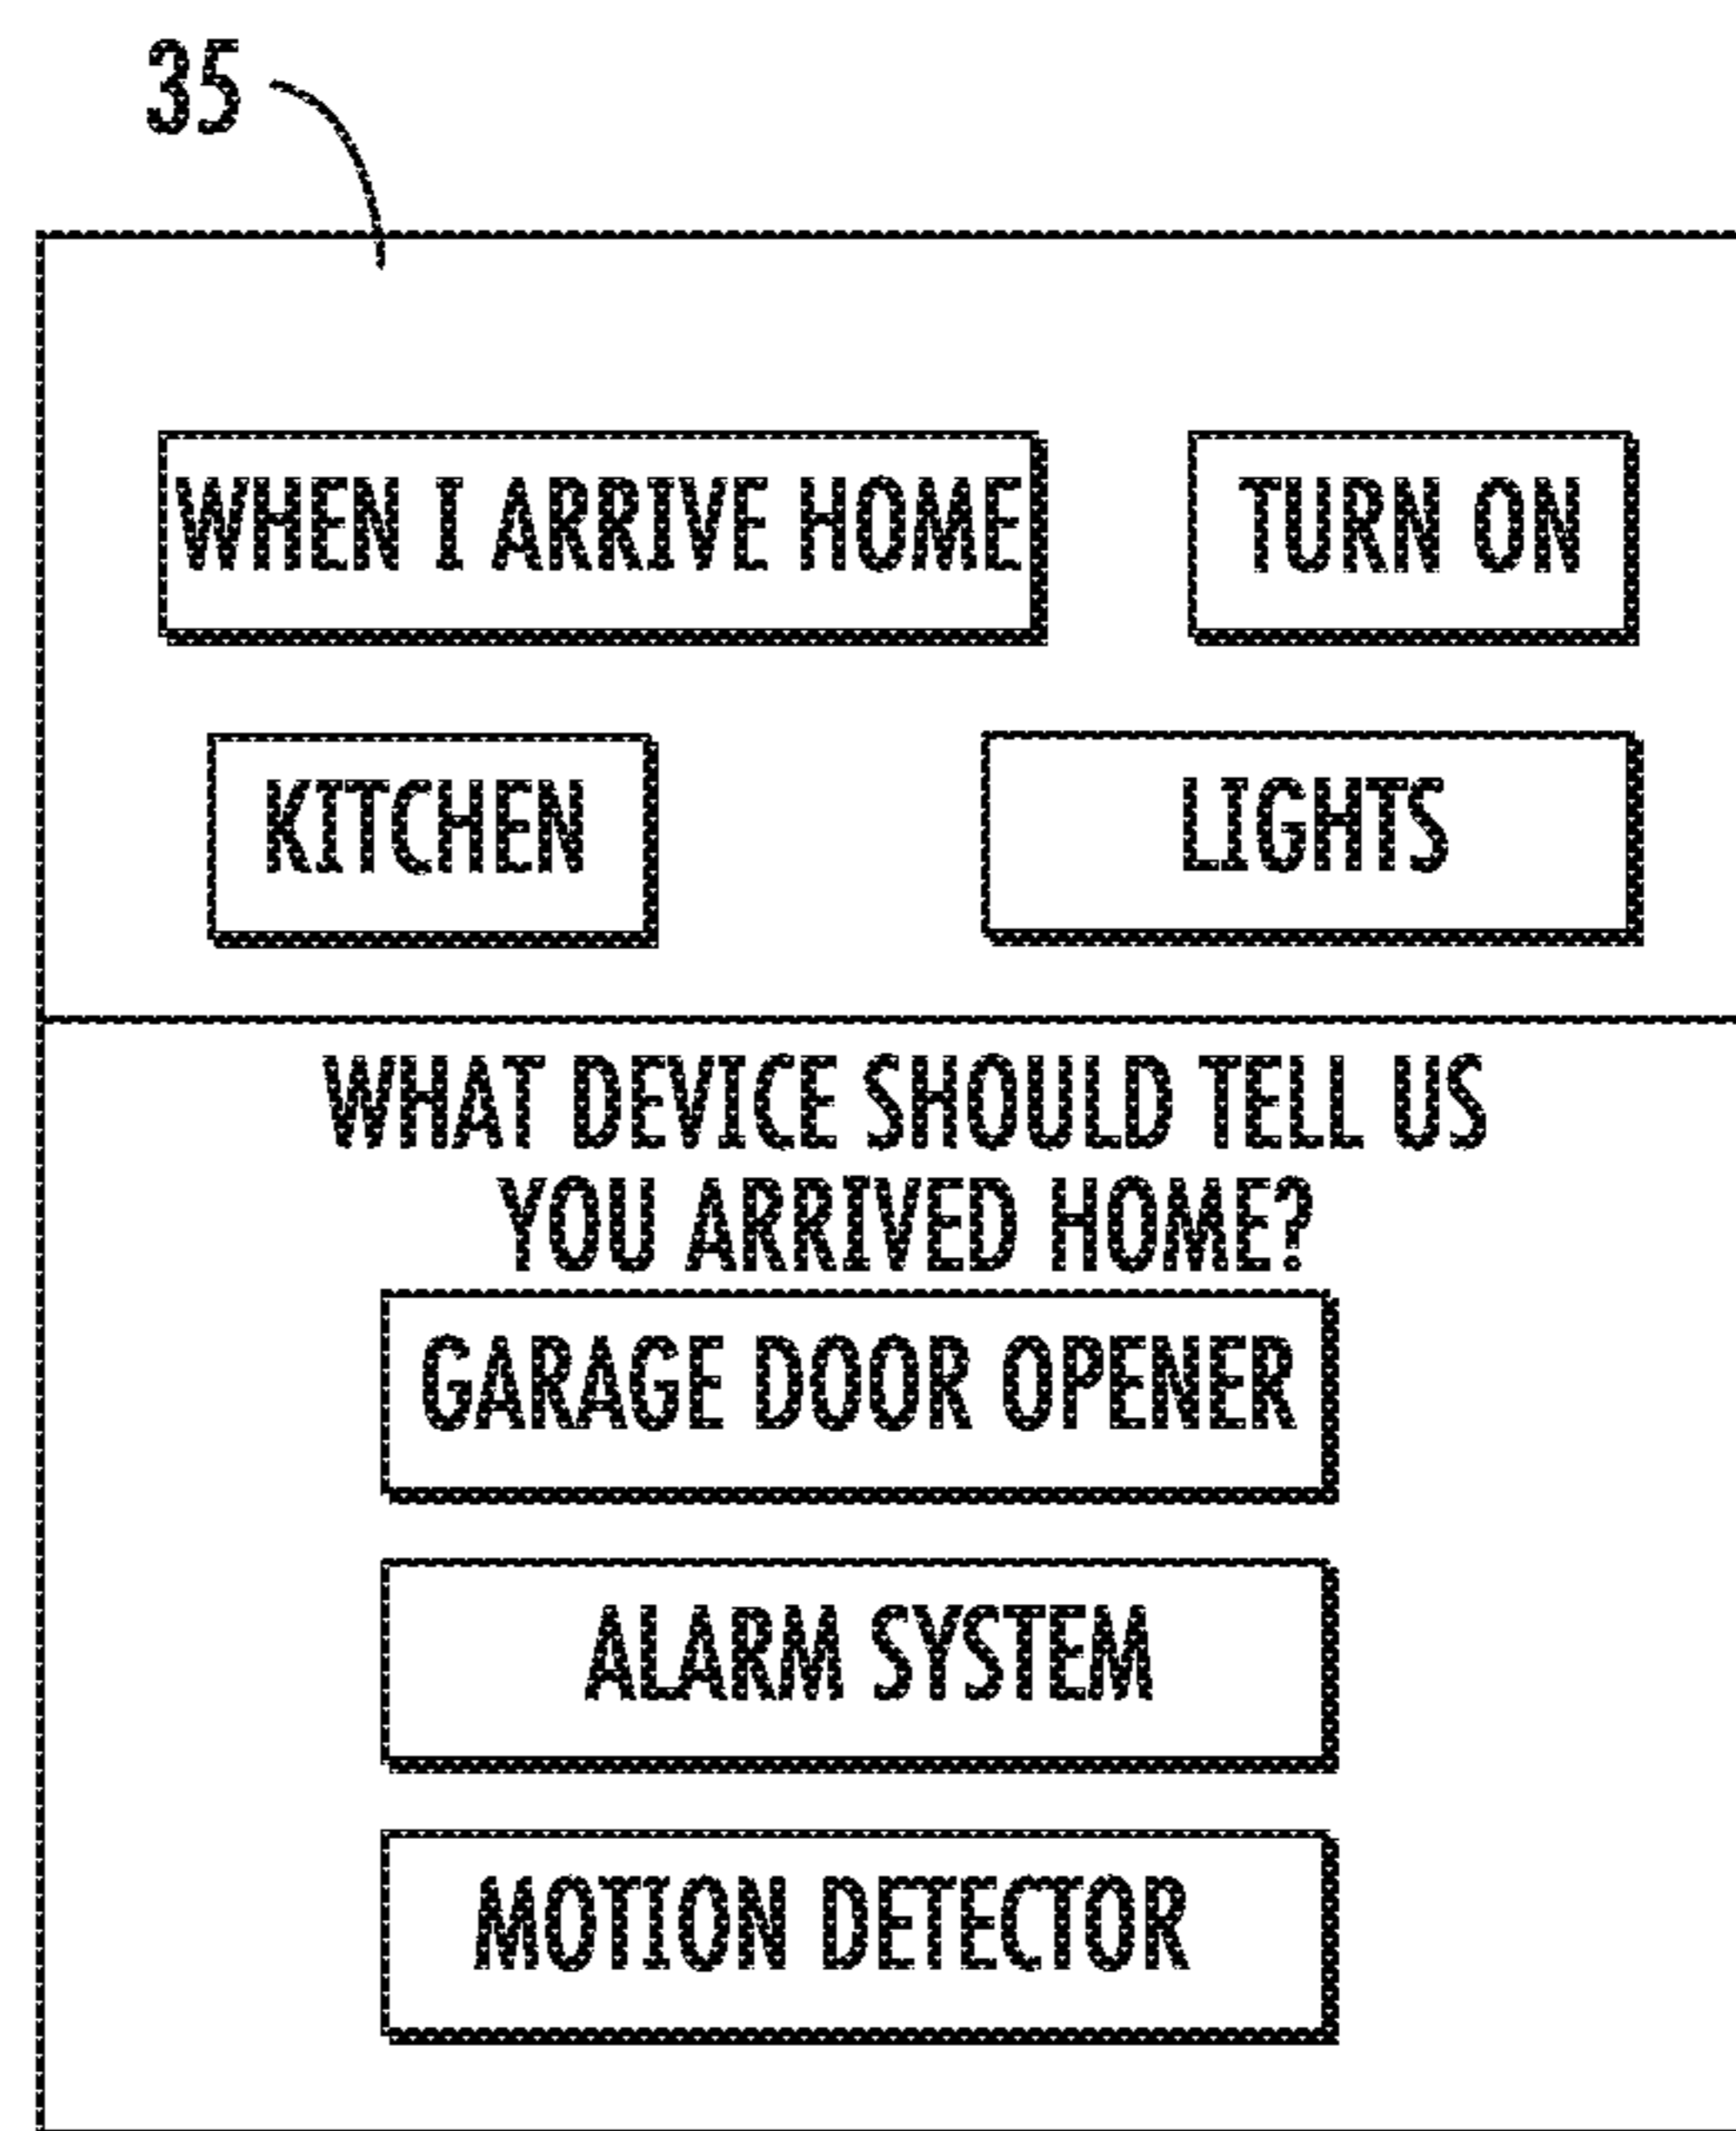 35
WHEN I ARRIVE HOME
TURN ON
KITCHEN
LIGHTS
WHAT DEVICE SHOULD TELL US
YOU ARRIVED HOME?
GARAGE DOOR OPENER
ALARM SYSTEM
MOTION DETECTOR